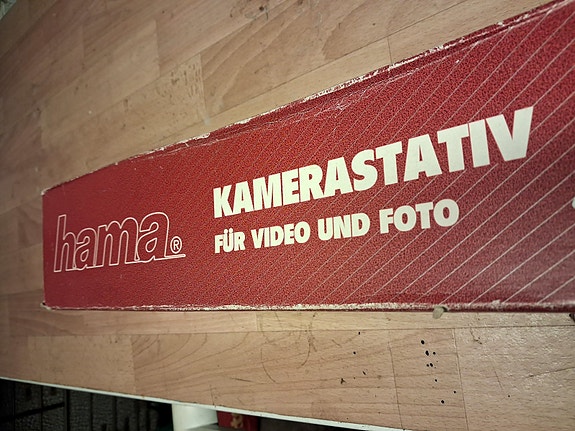 hama®
KAMERASTATIV
FÜR VIDEO UND FOTO